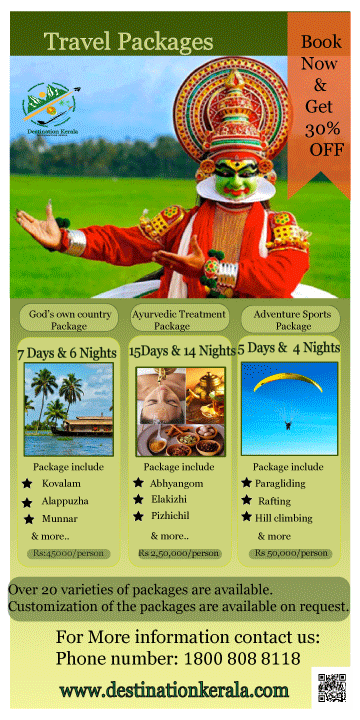 Travel Packages
Book
Now
&
Get
30%
OFF
Destination Kerala
God's own country
Package
7 Days & 6 Nights
Package include
Kovalam
Alappuzha
Munnar
& more..
Rs:45000/person
Ayurvedic Treatment
Package
15Days & 14 Nights
Package include
Abhyangom
Elakizhi
Pizhichil
& more..
Rs 2,50,000/person
Adventure Sports
Package
5 Days & 4 Nights
Package include
Paragliding
Rafting
Hill climbing
& more
Rs 50,000/person
Over 20 varieties of packages are available.
Customization of the packages are available on request.
For More information contact us:
Phone number: 1800 808 8118
www.destinationkerala.com